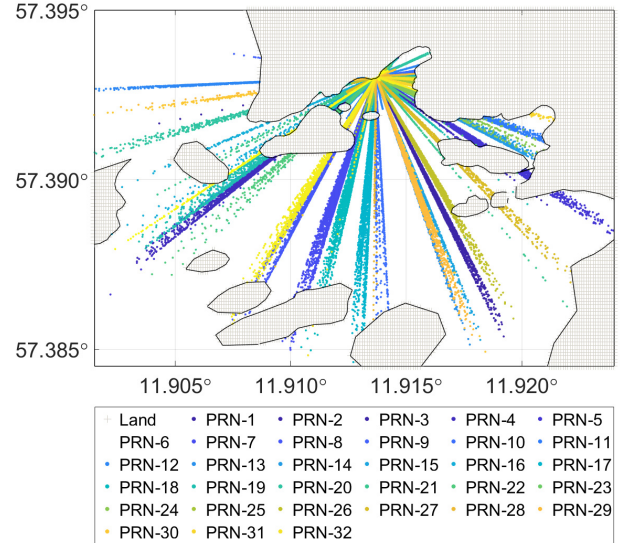 57.395°
57.390°
57.385°
11.905° 11.910° 11.915° 11.920°
Land PRN-1 PRN-2 PRN-3 PRN-4 PRN-5
PRN-6 PRN-7 PRN-8 PRN-9 PRN-10 PRN-11
PRN-12 PRN-13 PRN-14 PRN-15 PRN-16 PRN-17
PRN-18 PRN-19 PRN-20 PRN-21 PRN-22 PRN-23
PRN-24 PRN-25 PRN-26 PRN-27 PRN-28 PRN-29
PRN-30 PRN-31 PRN-32